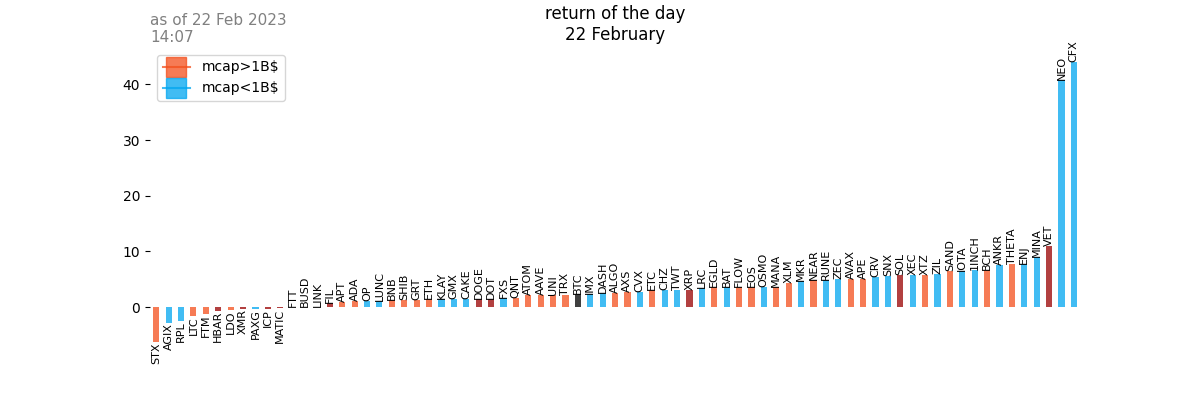 as of 22 Feb 2023
14:07
return of the day
22 February
mcap>1B$
mcap<1B$
40
30
20
10
0
STX
AGIX
RPL
LTC
FTM
HBAR
LDO
XMR
PAXG
ICP
MATIC
FTT
BUSD
LINK
FIL
APT
ADA
OP
LUNC
BNB
SHIB
GRT
ETH
KLAY
GMX
CAKE
DOGE
DOT
FXS
QNT
ATOM
AAVE
UNI
TRX
BTC
IMX
DASH
ALGO
AXS
CVX
ETC
CHZ
TWT
XRP
LRC
EGLD
BAT
FLOW
EOS
OSMO
MANA
XLM
MKR
NEAR
RUNE
ZEC
AVAX
APE
CRV
SNX
SOL
XEC
XTZ
ZIL
SAND
IOTA
1INCH
BCH
ANKR
THETA
ENJ
MINA
VET
NEO
CFX